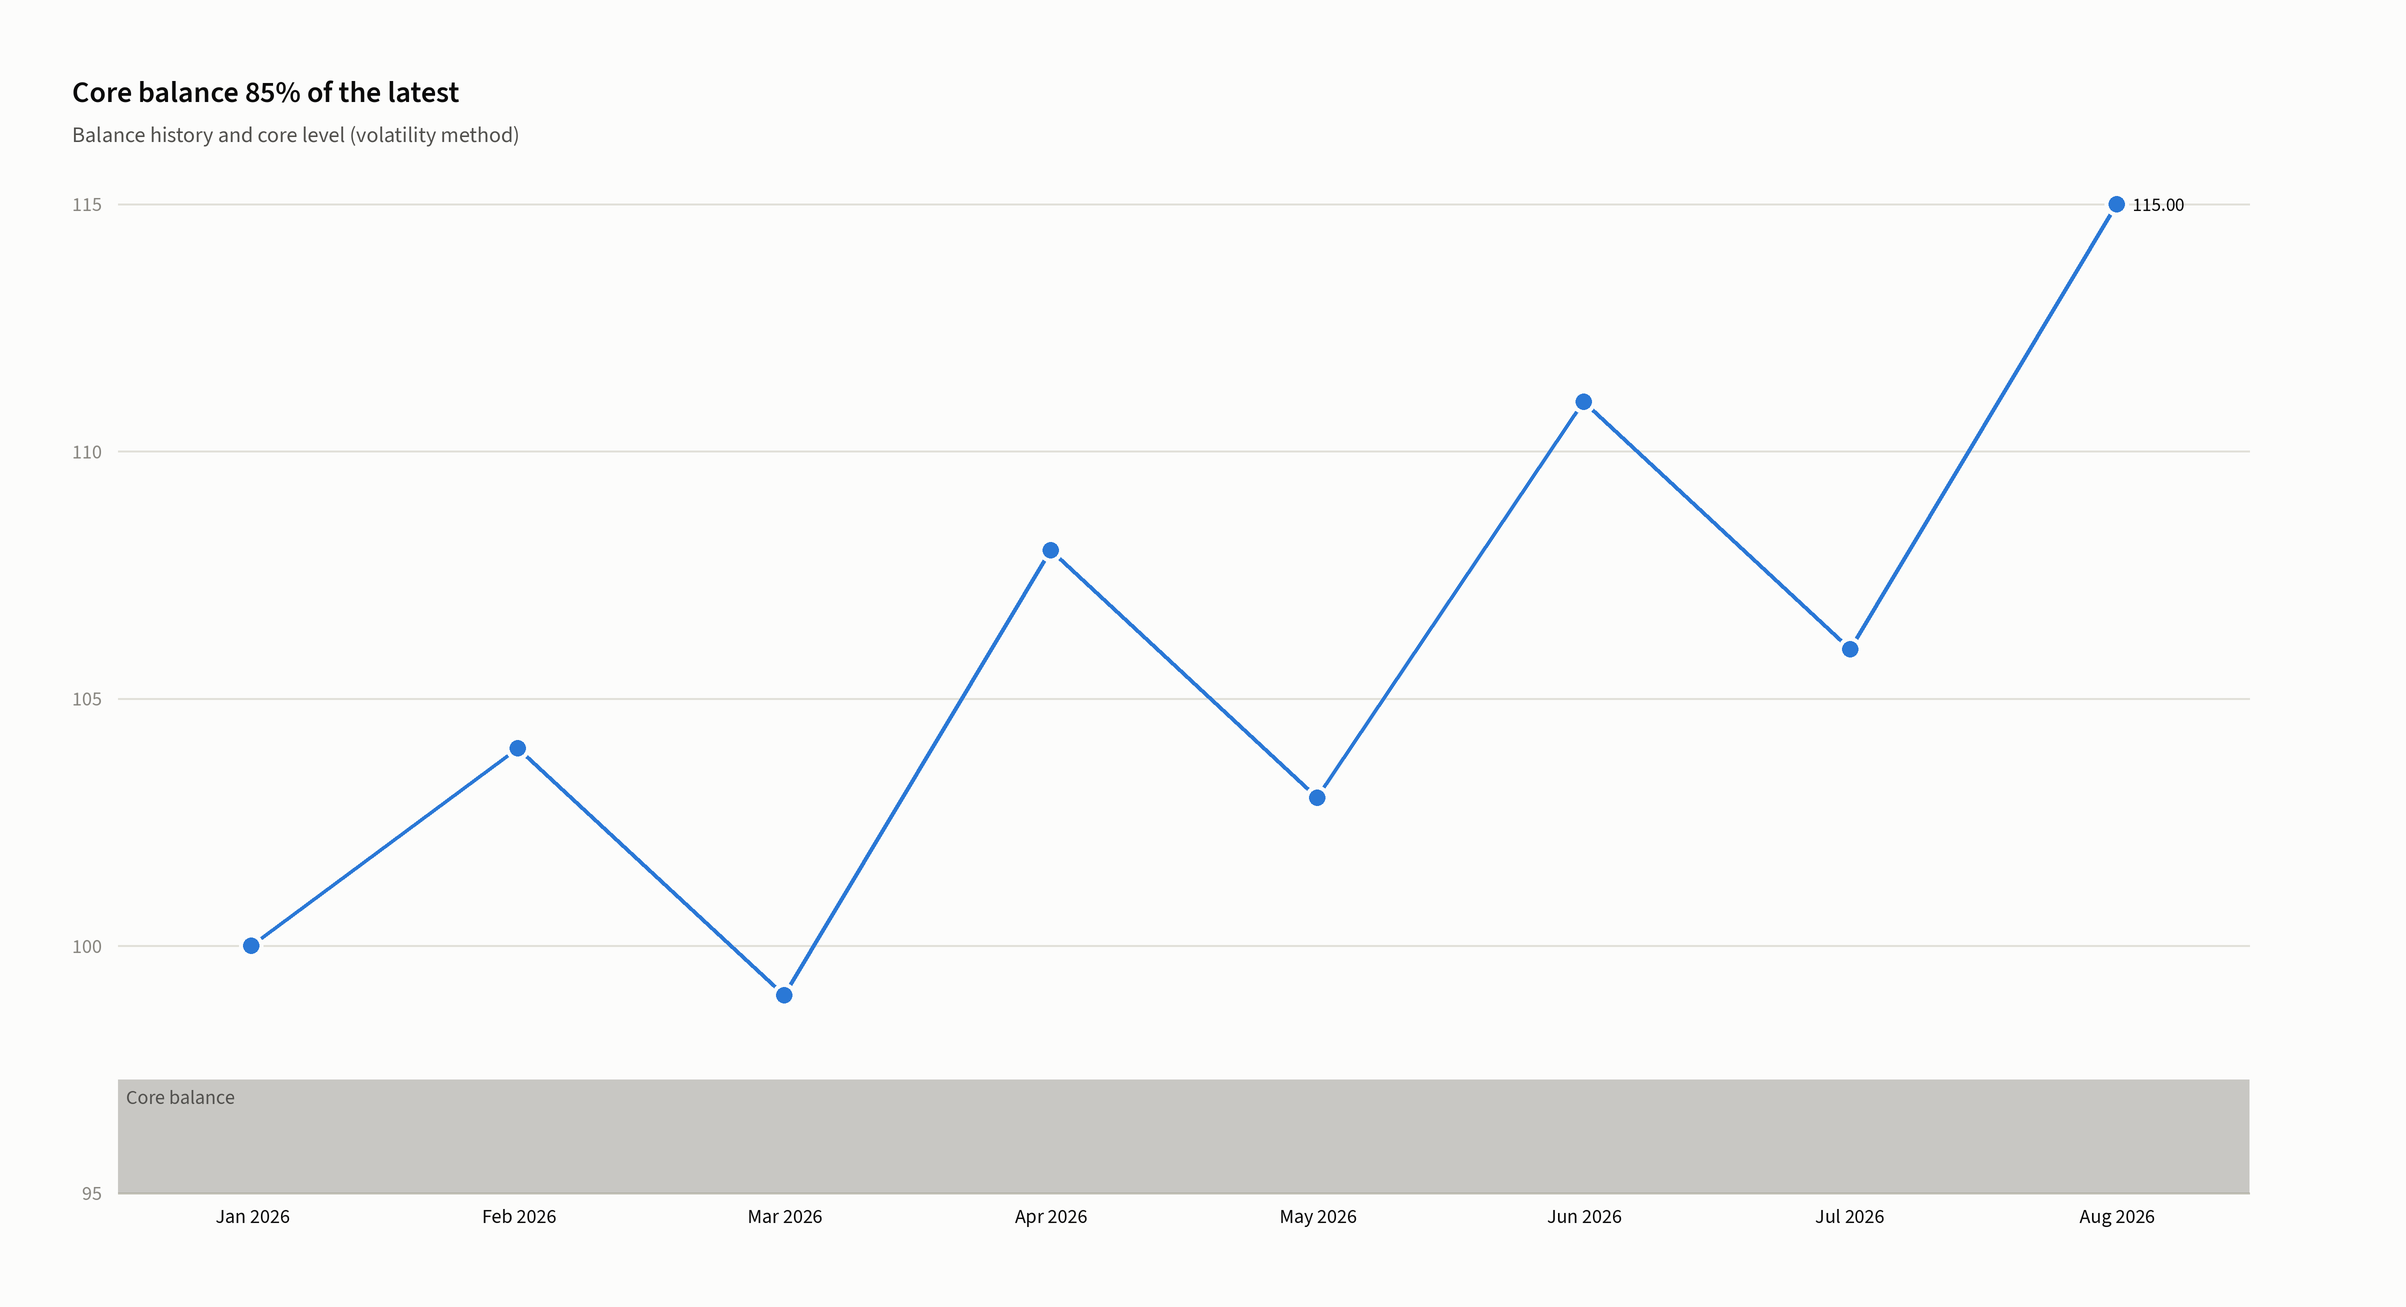 Core balance 85% of the latest
Balance history and core level (volatility method)
115
115.00
110
105
100
Core balance
95
Jan 2026
Feb 2026
Mar 2026
Apr 2026
May 2026
Jun 2026
Jul 2026
Aug 2026